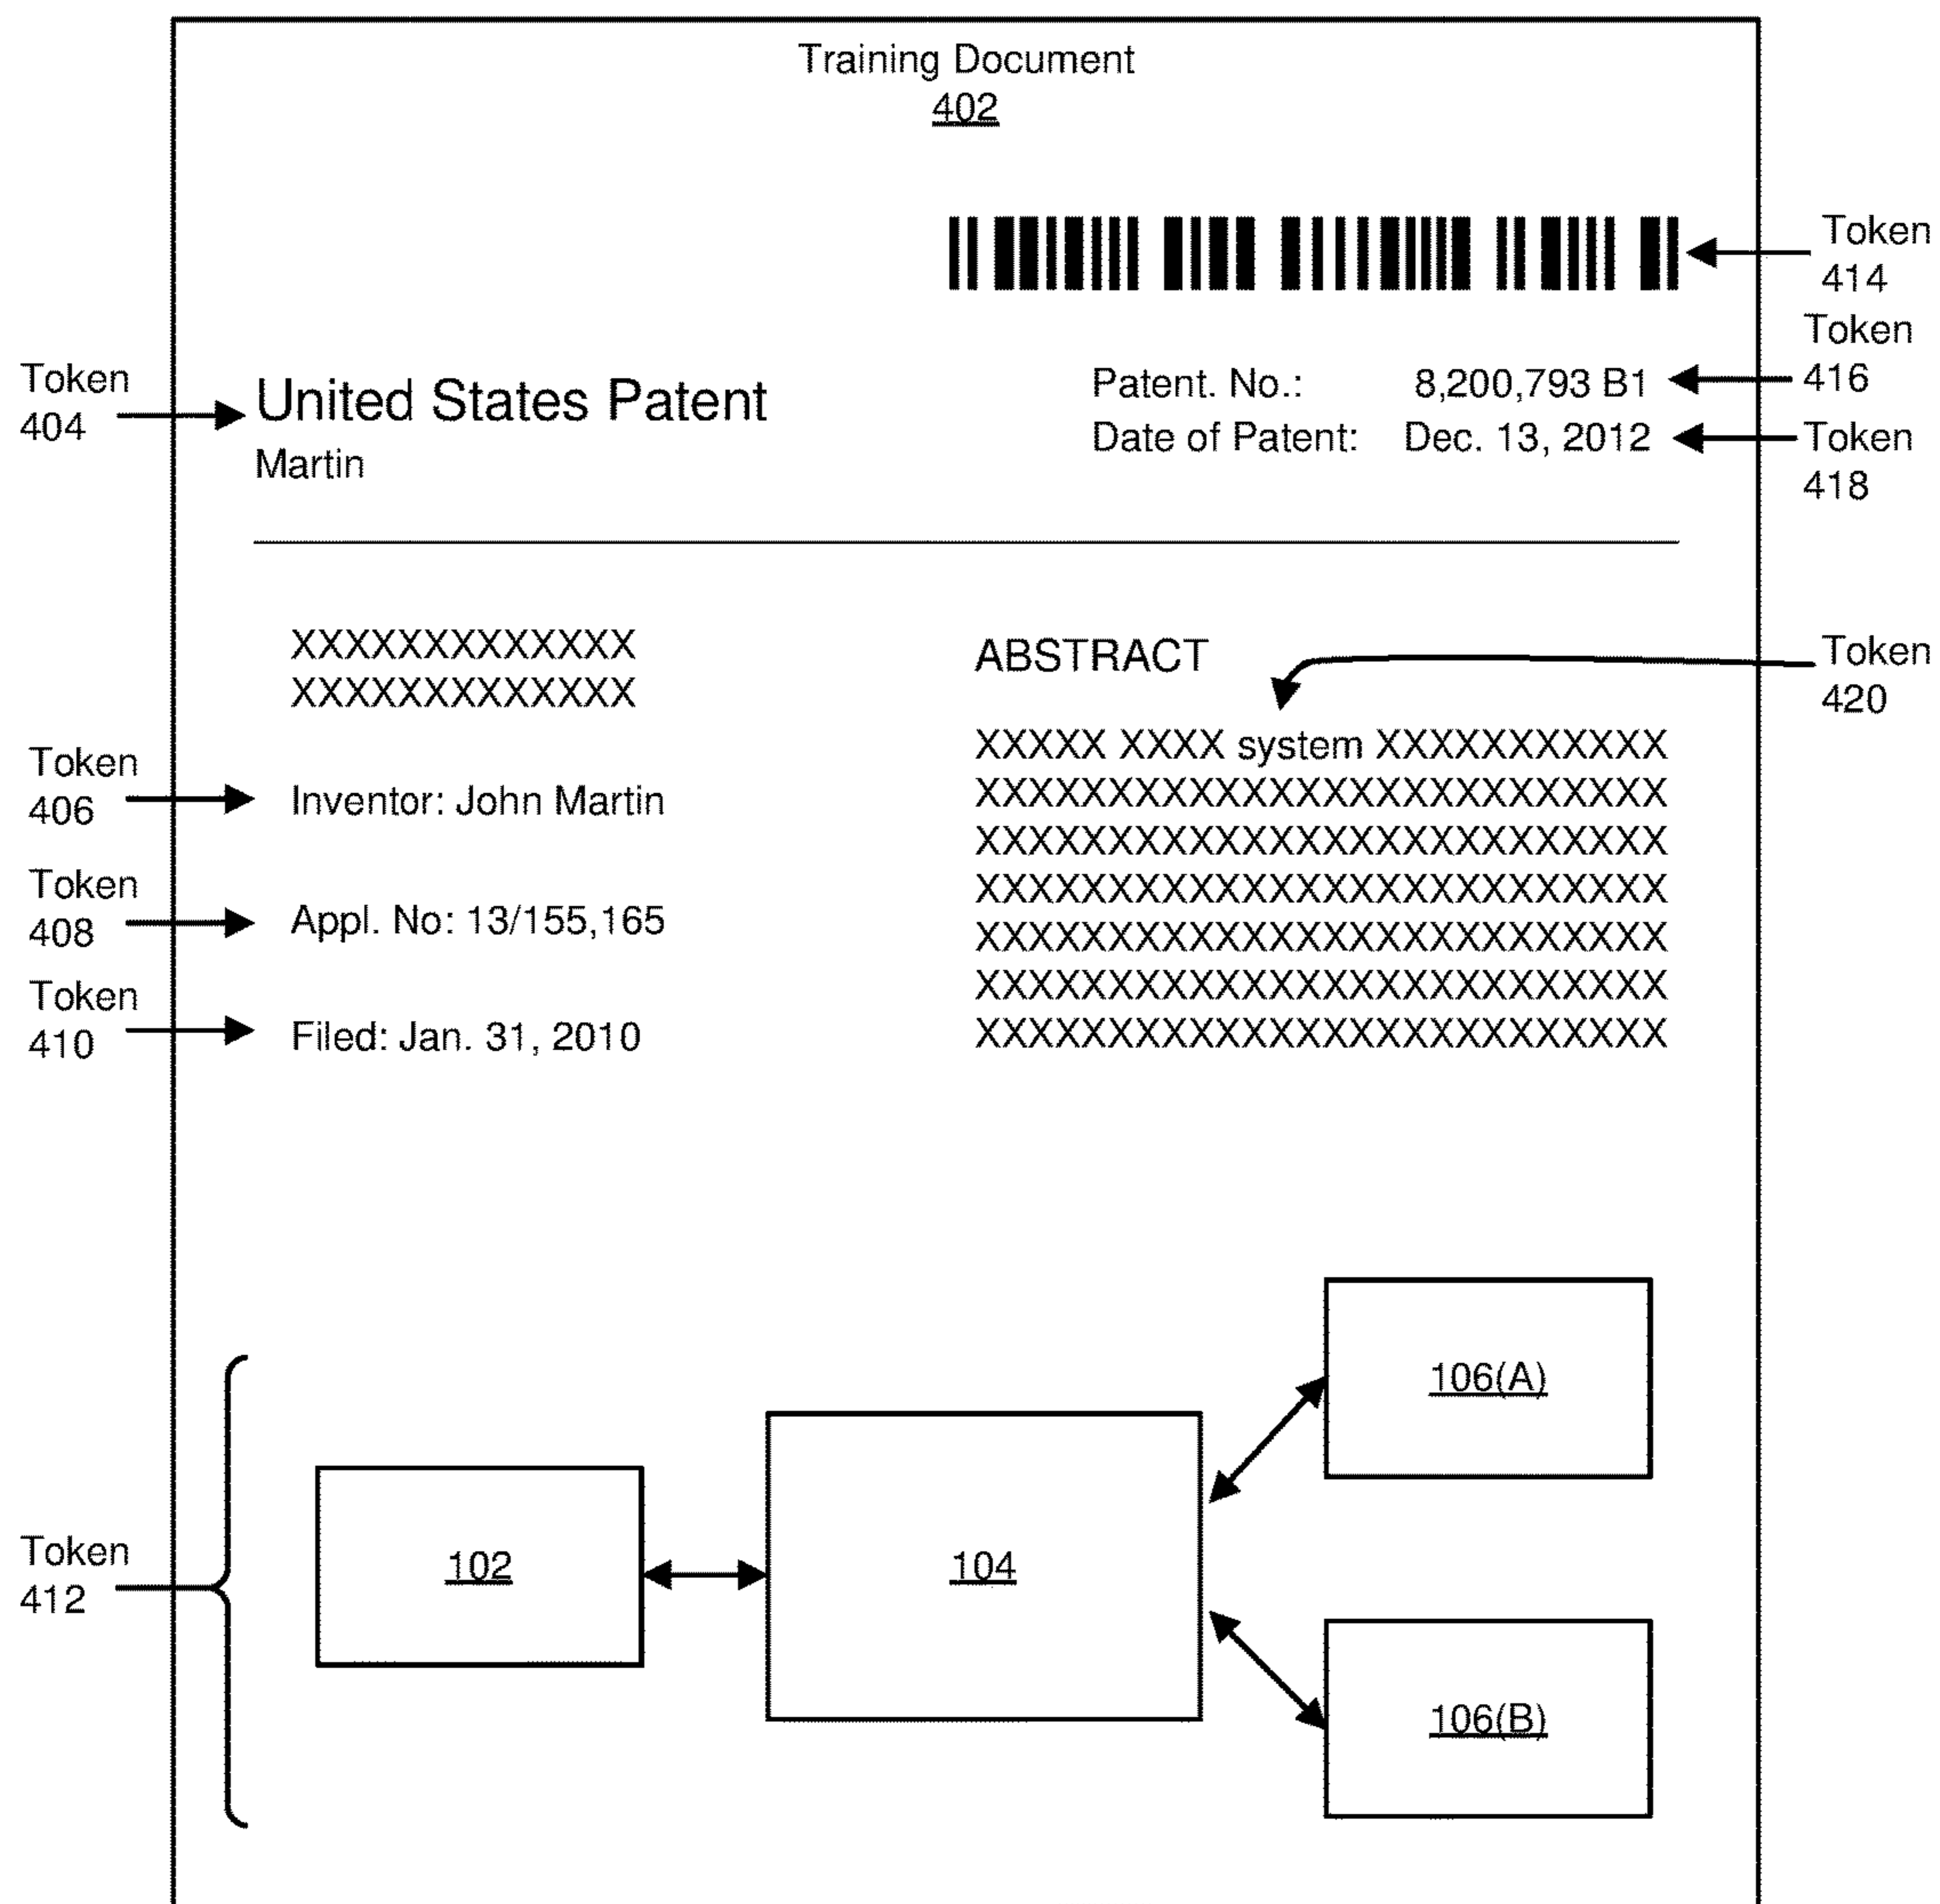 Training Document
402
Token
414
Token
416
Token
404
United States Patent
Martin
Patent. No.: 8,200,793 B1
Date of Patent: Dec. 13, 2012
Token
418
XXXXXXXXXXXXX
XXXXXXXXXXXXX
Token
406
Inventor: John Martin
Token
408
Appl. No: 13/155,165
Token
410
Filed: Jan. 31, 2010
ABSTRACT
Token
420
XXXXX XXXX system XXXXXXXXXXX
XXXXXXXXXXXXXXXXXXXXXXXXXX
XXXXXXXXXXXXXXXXXXXXXXXXXX
XXXXXXXXXXXXXXXXXXXXXXXXXX
XXXXXXXXXXXXXXXXXXXXXXXXXX
XXXXXXXXXXXXXXXXXXXXXXXXXX
XXXXXXXXXXXXXXXXXXXXXXXXXX
Token
412
102
104
106(A)
106(B)